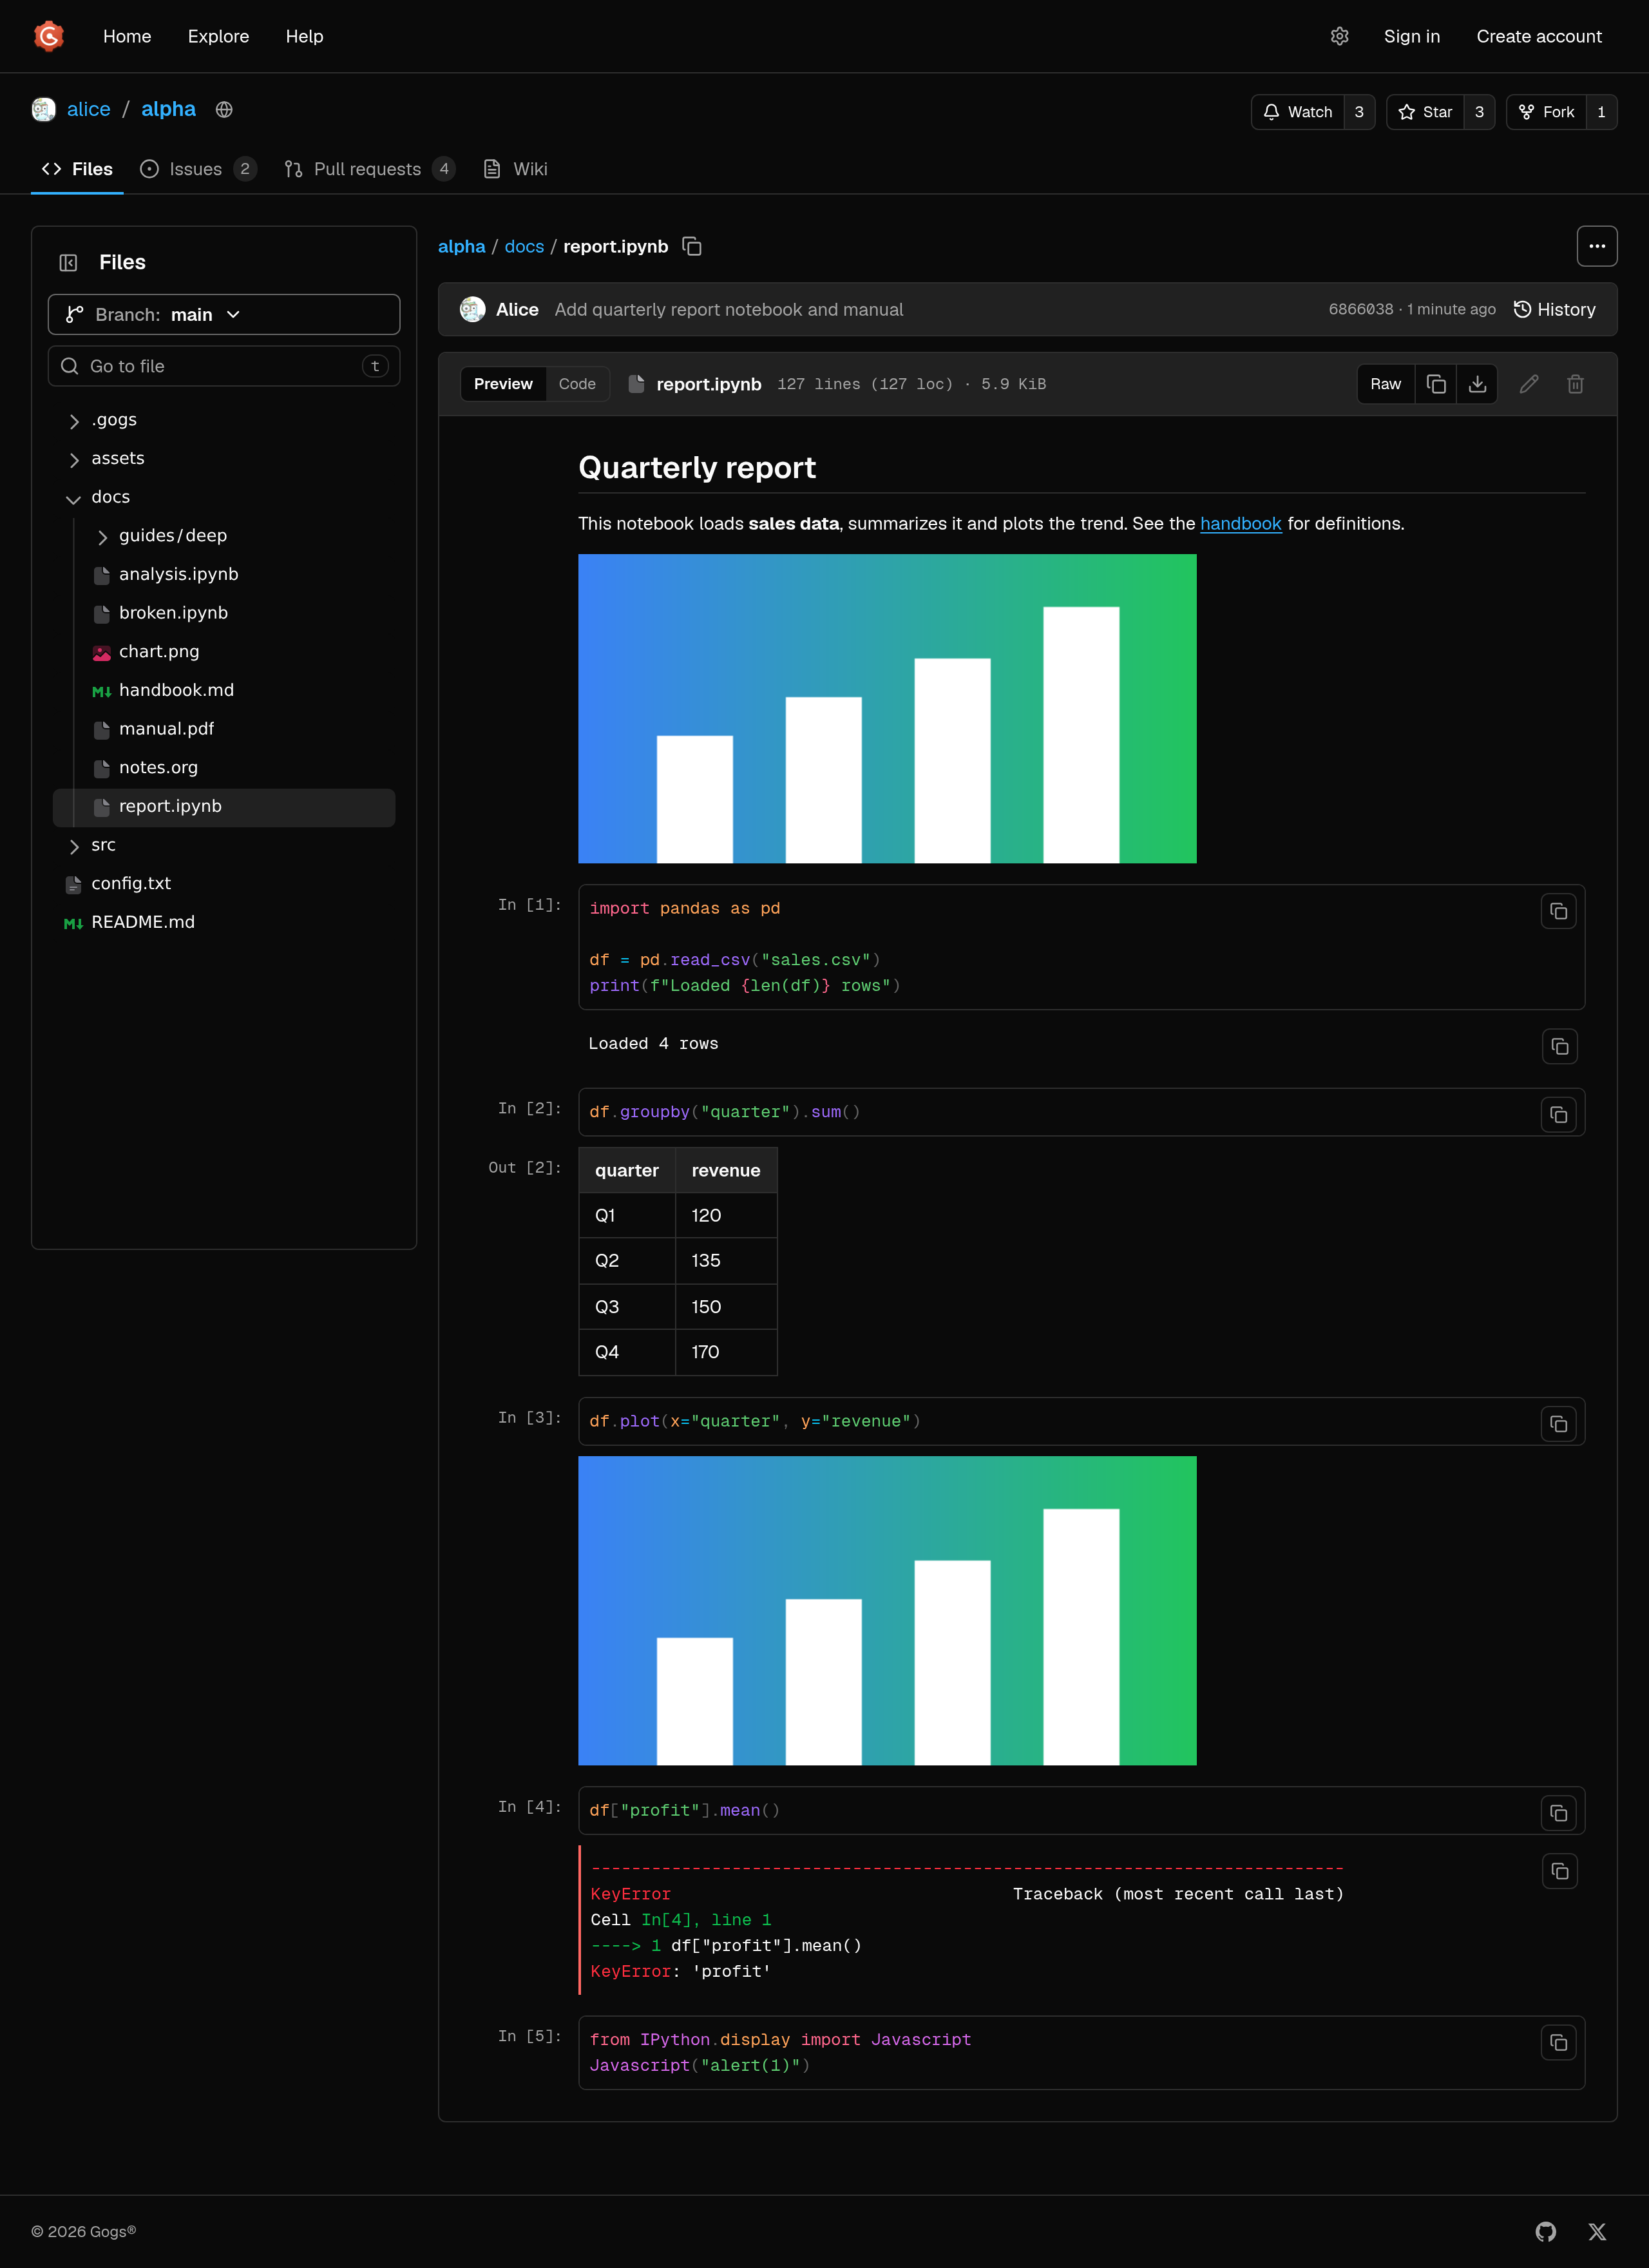 Home Explore Help Sign in Create account
alice / alpha Watch 3 Star 3 Fork 1
Files Issues 2 Pull requests 4 Wiki
Files
Branch: main
Go to file t
.gogs
assets
docs
guides/deep
analysis.ipynb
broken.ipynb
chart.png
handbook.md
manual.pdf
notes.org
report.ipynb
src
config.txt
README.md
alpha / docs / report.ipynb
Alice Add quarterly report notebook and manual 6866038 · 1 minute ago History
Preview Code report.ipynb 127 lines (127 loc) · 5.9 KiB Raw
Quarterly report
This notebook loads sales data, summarizes it and plots the trend. See the handbook for definitions.
In [1]: import pandas as pd
df = pd.read_csv("sales.csv")
print(f"Loaded {len(df)} rows")
Loaded 4 rows
In [2]: df.groupby("quarter").sum()
Out [2]: quarter revenue
Q1 120
Q2 135
Q3 150
Q4 170
In [3]: df.plot(x="quarter", y="revenue")
In [4]: df["profit"].mean()
---------------------------------------------------------------------------
KeyError Traceback (most recent call last)
Cell In[4], line 1
----> 1 df["profit"].mean()
KeyError: 'profit'
In [5]: from IPython.display import Javascript
Javascript("alert(1)")
© 2026 Gogs®